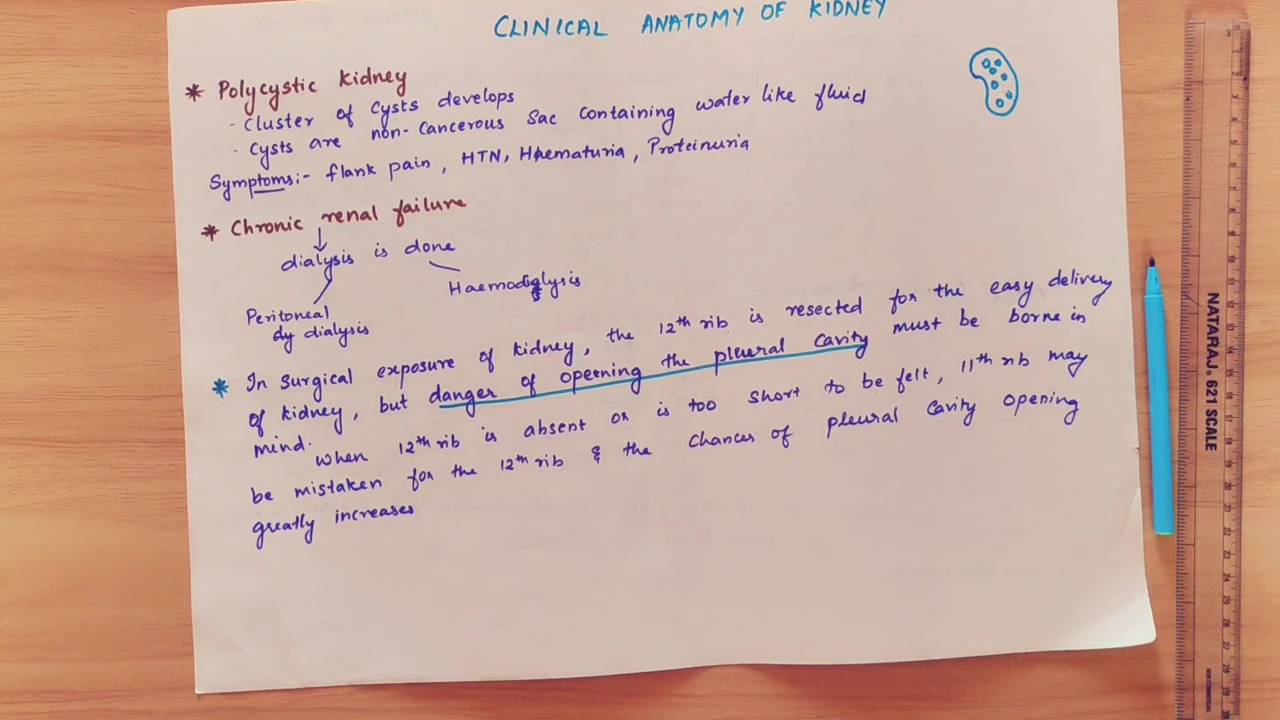 CLINICAL ANATOMY OF KIDNEY
* Polycystic kidney
- Cluster of Cysts develops
- Cysts are non-Cancerous Sac Containing water like fluid
Symptoms:- flank pain, HTN, Haematuria, Proteinuria
* Chronic renal failure
dialysis is done
Haemodialysis
Peritoneal
dy dialysis
* In surgical exposure of kidney, the 12th rib is resected for the easy delivery
of kidney, but danger of opening the pleural cavity must be borne in
mind. When 12th rib is absent or is too short to be felt, 11th rib may
be mistaken for the 12th rib & the chances of pleural cavity opening
greatly increases
NATARAJ 621 SCALE